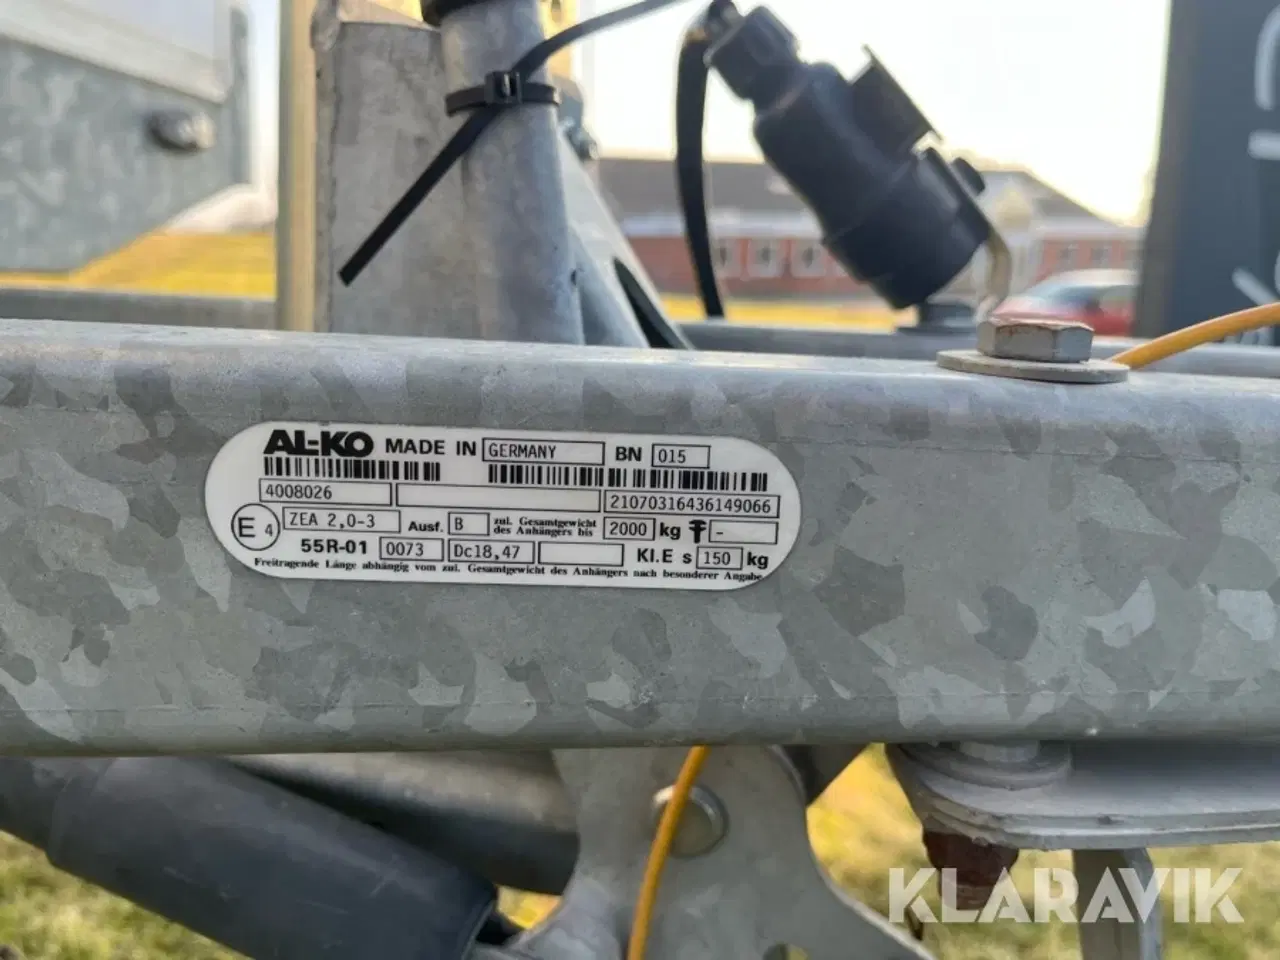 AL-KO MADE IN GERMANY BN 015
4008026 21070316436149066
E4 ZEA 2,0-3 Ausf. B zul. Gesamtgewicht des Anhängers bis 2000 kg -
55R-01 0073 Dc18,47 Kl.E s 150 kg
Freitragende Länge abhängig vom zul. Gesamtgewicht des Anhängers nach besonderer Angabe
KLARAVIK